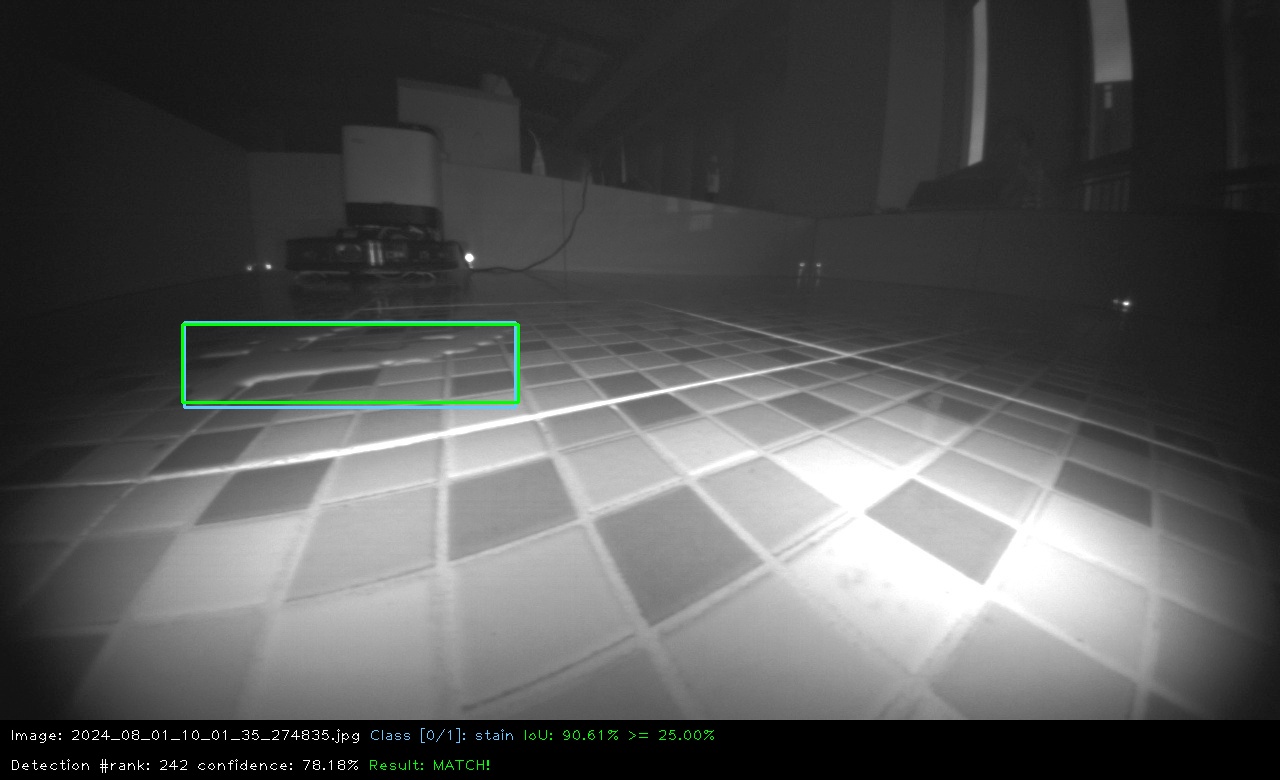 Image: 2024_08_01_10_01_35_274835.jpg Class [0/1]: stain IoU: 90.61% >= 25.00%
Detection #rank: 242 confidence: 78.18% Result: MATCH!